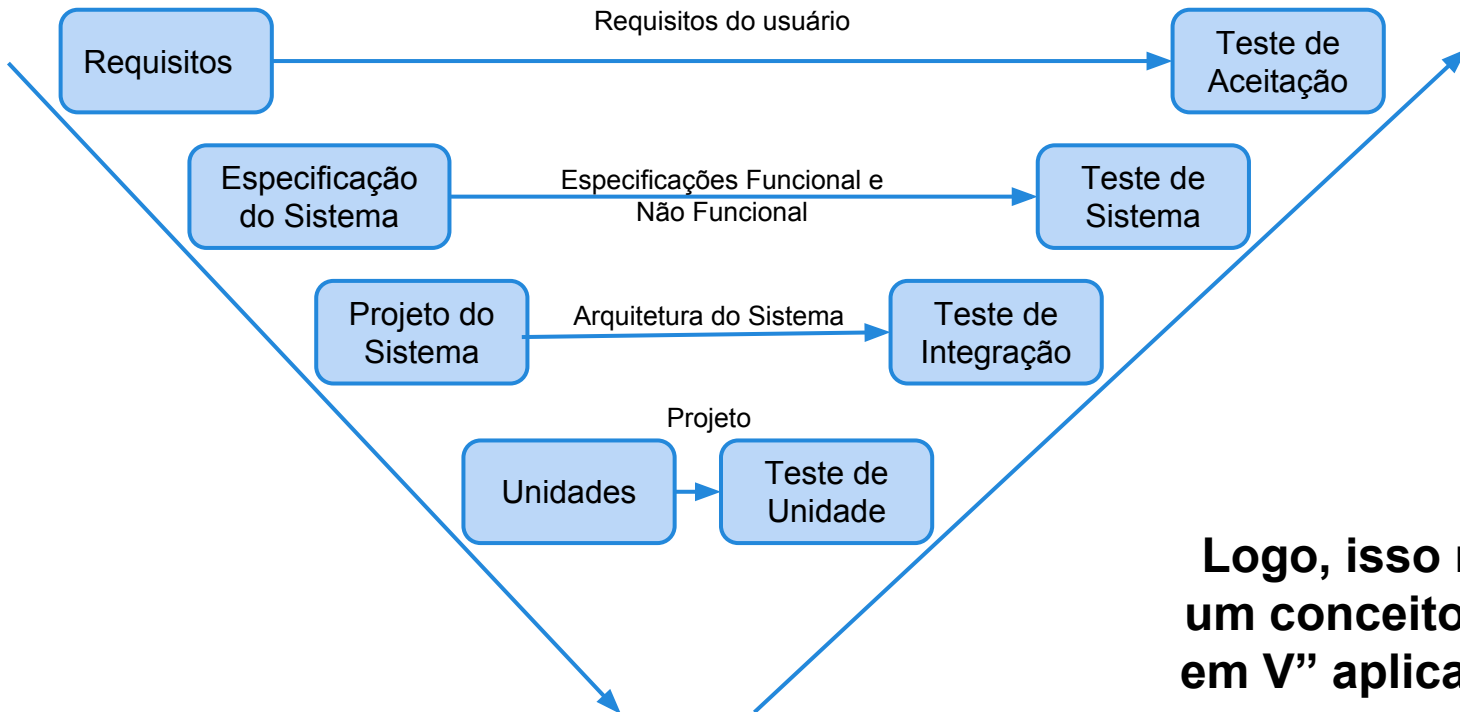 Requisitos do usuário
Requisitos
Teste de
Aceitação
Especificação
do Sistema
Especificações Funcional e
Não Funcional
Teste de
Sistema
Projeto do
Sistema
Arquitetura do Sistema
Teste de
Integração
Projeto
Unidades
Teste de
Unidade
Logo, isso
um conceito
em V” aplica